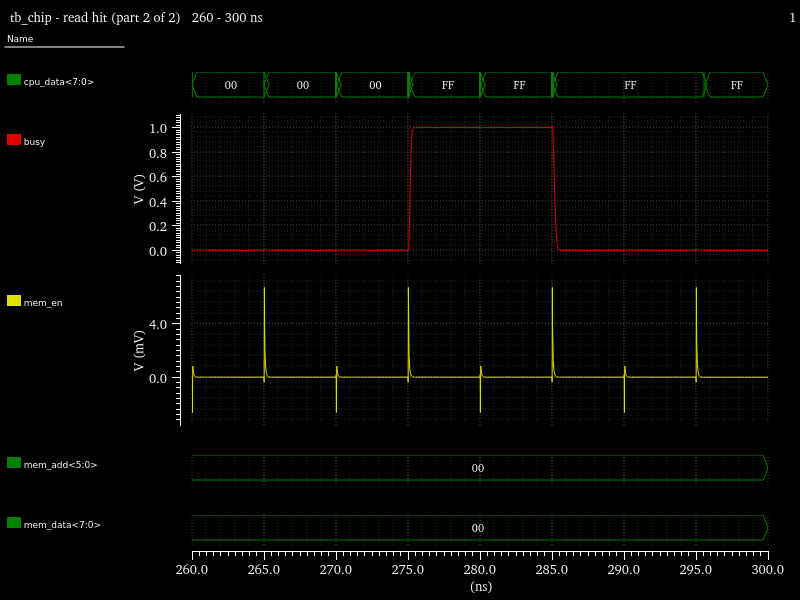 tb_chip - read hit (part 2 of 2) 260 - 300 ns 1
Name
cpu_data<7:0> 00 00 00 FF FF FF FF
busy
V (V)
1.0
0.8
0.6
0.4
0.2
0.0
mem_en
V (mV)
4.0
0.0
mem_add<5:0> 00
mem_data<7:0> 00
260.0 265.0 270.0 275.0 280.0 285.0 290.0 295.0 300.0
(ns)